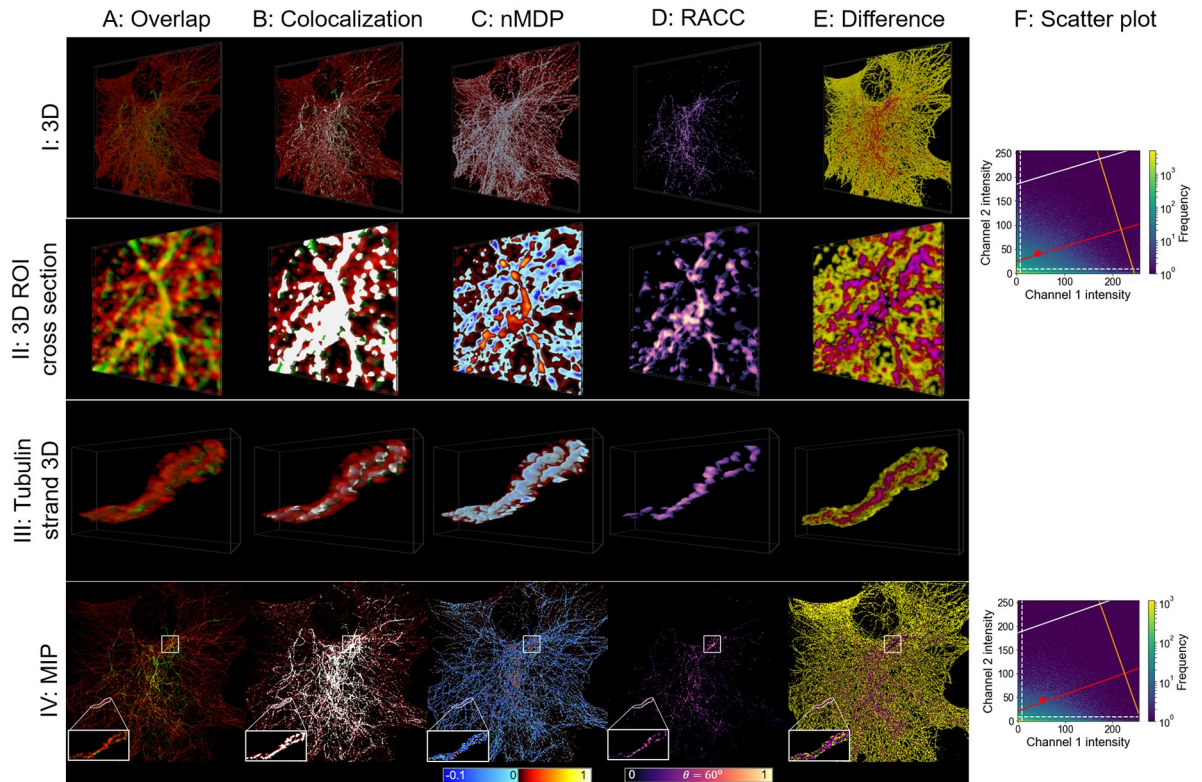 A: Overlap
B: Colocalization
C: nMDP
D: RACC
E: Difference
F: Scatter plot
I: 3D
II: 3D ROI
cross section
III: Tubulin
strand 3D
IV: MIP
250
200
150
100
50
0
Channel 2 intensity
0
200
Channel 1 intensity
10³
10²
10¹
10⁰
Frequency
250
200
150
100
50
0
Channel 2 intensity
0
200
Channel 1 intensity
10³
10²
10¹
10⁰
Frequency
-0.1
0
1
0
θ = 60°
1